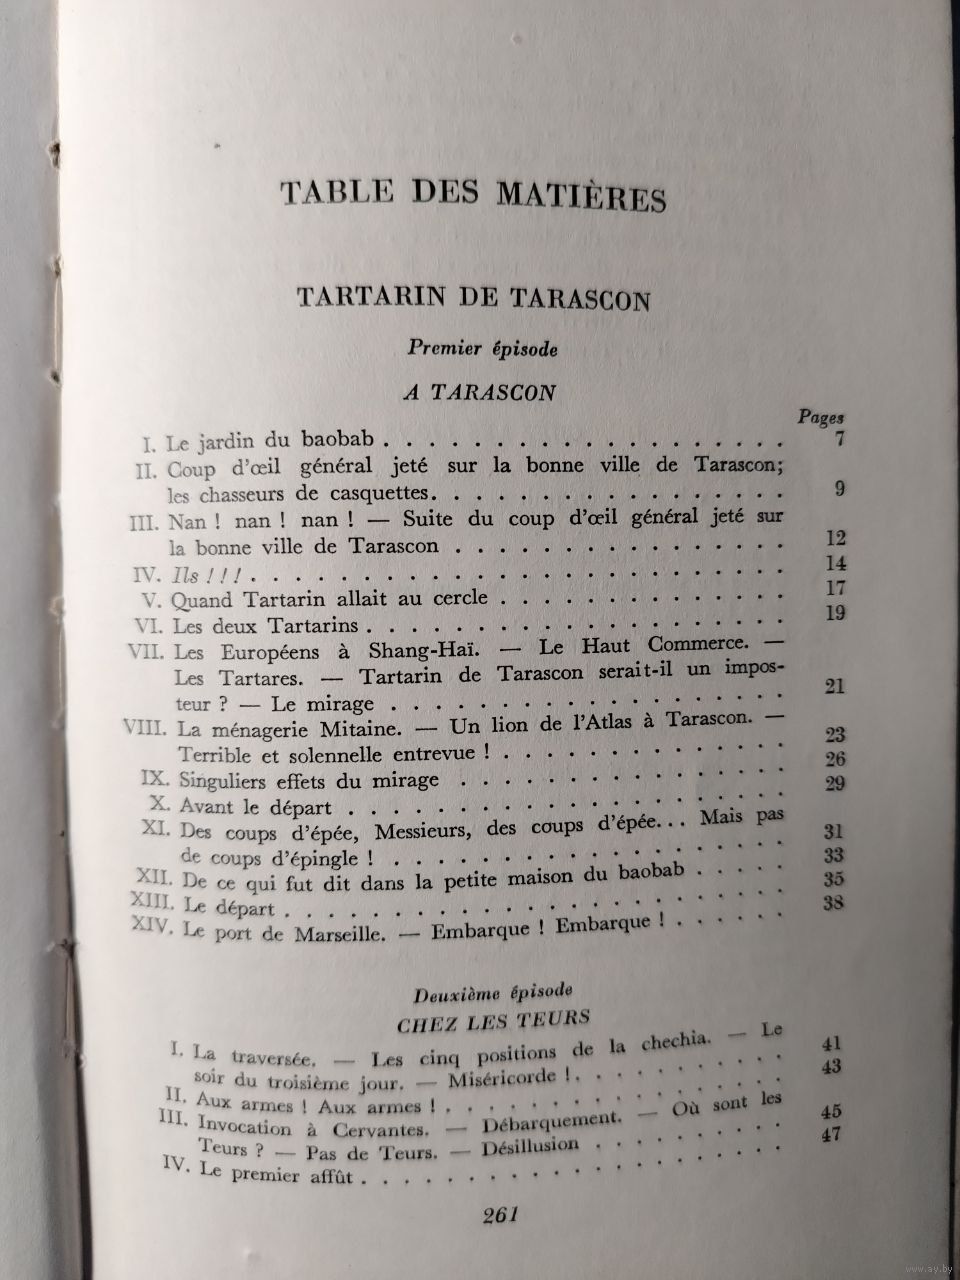 TABLE DES MATIÈRES
TARTARIN DE TARASCON
Premier épisode
A TARASCON
Pages
I. Le jardin du baobab . . . . . . . . . . . . . . . . . . 7
II. Coup d'œil général jeté sur la bonne ville de Tarascon;
les chasseurs de casquettes. . . . . . . . . . . . . . . . 9
III. Nan ! nan ! nan ! — Suite du coup d'œil général jeté sur
la bonne ville de Tarascon . . . . . . . . . . . . . . . 12
IV. Ils ! ! ! . . . . . . . . . . . . . . . . . . . . . . . . 14
V. Quand Tartarin allait au cercle . . . . . . . . . . . . . 17
VI. Les deux Tartarins . . . . . . . . . . . . . . . . . . . 19
VII. Les Européens à Shang-Haï. — Le Haut Commerce. —
Les Tartares. — Tartarin de Tarascon serait-il un impos-
teur ? — Le mirage . . . . . . . . . . . . . . . . . . 21
VIII. La ménagerie Mitaine. — Un lion de l'Atlas à Tarascon. —
Terrible et solennelle entrevue ! . . . . . . . . . . . . . 23
IX. Singuliers effets du mirage . . . . . . . . . . . . . . . 26
X. Avant le départ . . . . . . . . . . . . . . . . . . . . 29
XI. Des coups d'épée, Messieurs, des coups d'épée... Mais pas
de coups d'épingle ! . . . . . . . . . . . . . . . . . . 31
XII. De ce qui fut dit dans la petite maison du baobab . . . . . 33
XIII. Le départ . . . . . . . . . . . . . . . . . . . . . . . 35
XIV. Le port de Marseille. — Embarque ! Embarque ! . . . . . . 38
Deuxième épisode
CHEZ LES TEURS
I. La traversée. — Les cinq positions de la chechia. — Le
soir du troisième jour. — Miséricorde ! . . . . . . . . . . 41
II. Aux armes ! Aux armes ! . . . . . . . . . . . . . . . . 43
III. Invocation à Cervantes. — Débarquement. — Où sont les
Teurs ? — Pas de Teurs. — Désillusion . . . . . . . . . 45
IV. Le premier affût . . . . . . . . . . . . . . . . . . . 47
261
www.ay.by